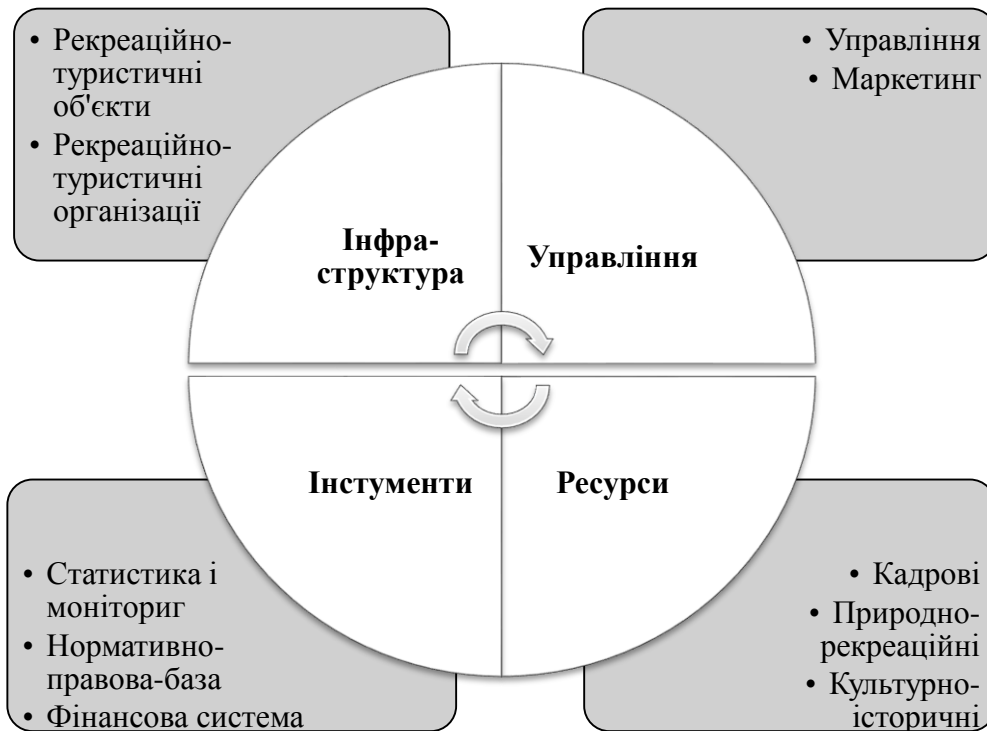 • Рекреаційно-
туристичні
об'єкти
• Рекреаційно-
туристичні
організації
• Управління
• Маркетинг
Інфра-
структура
Управління
Інстументи
Ресурси
• Статистика і
моніториг
• Нормативно-
правова-база
• Фінансова система
• Кадрові
• Природно-
рекреаційні
• Культурно-
історичні